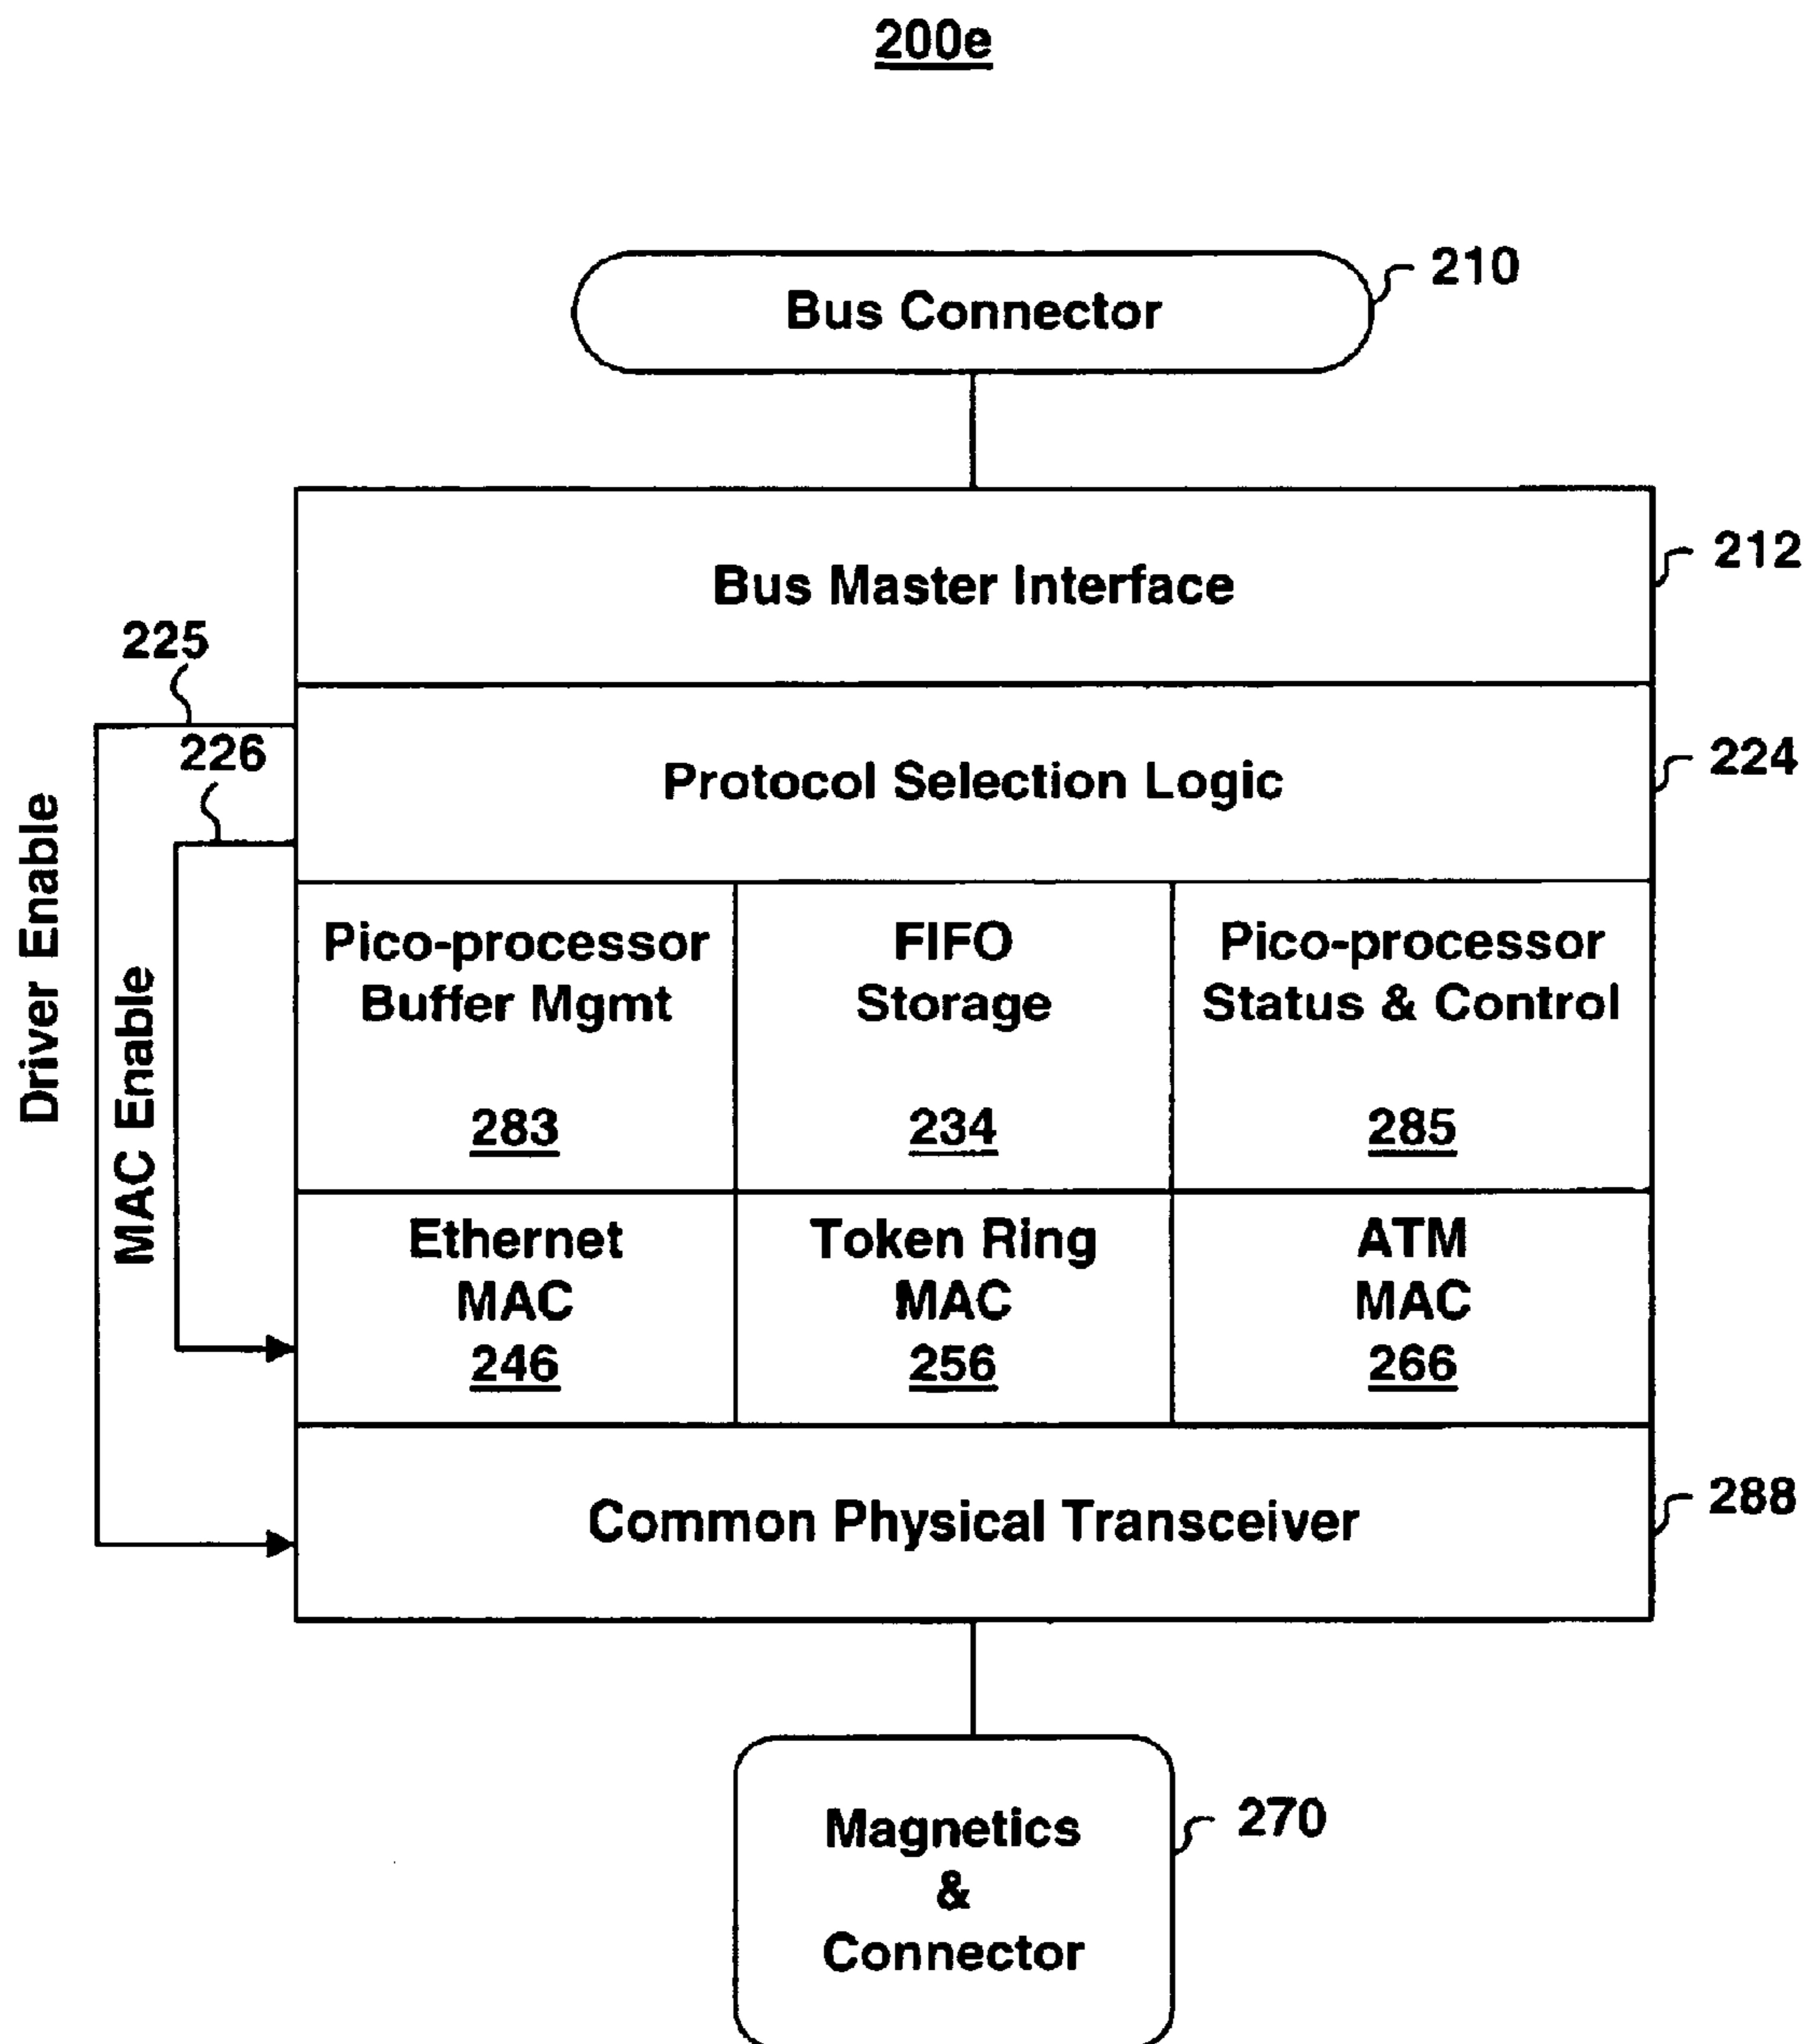 200e
Bus Connector
210
Bus Master Interface
212
225
Protocol Selection Logic
224
226
Driver Enable
MAC Enable
Pico-processor
Buffer Mgmt
283
FIFO
Storage
234
Pico-processor
Status & Control
285
Ethernet
MAC
246
Token Ring
MAC
256
ATM
MAC
266
Common Physical Transceiver
288
Magnetics
&
Connector
270